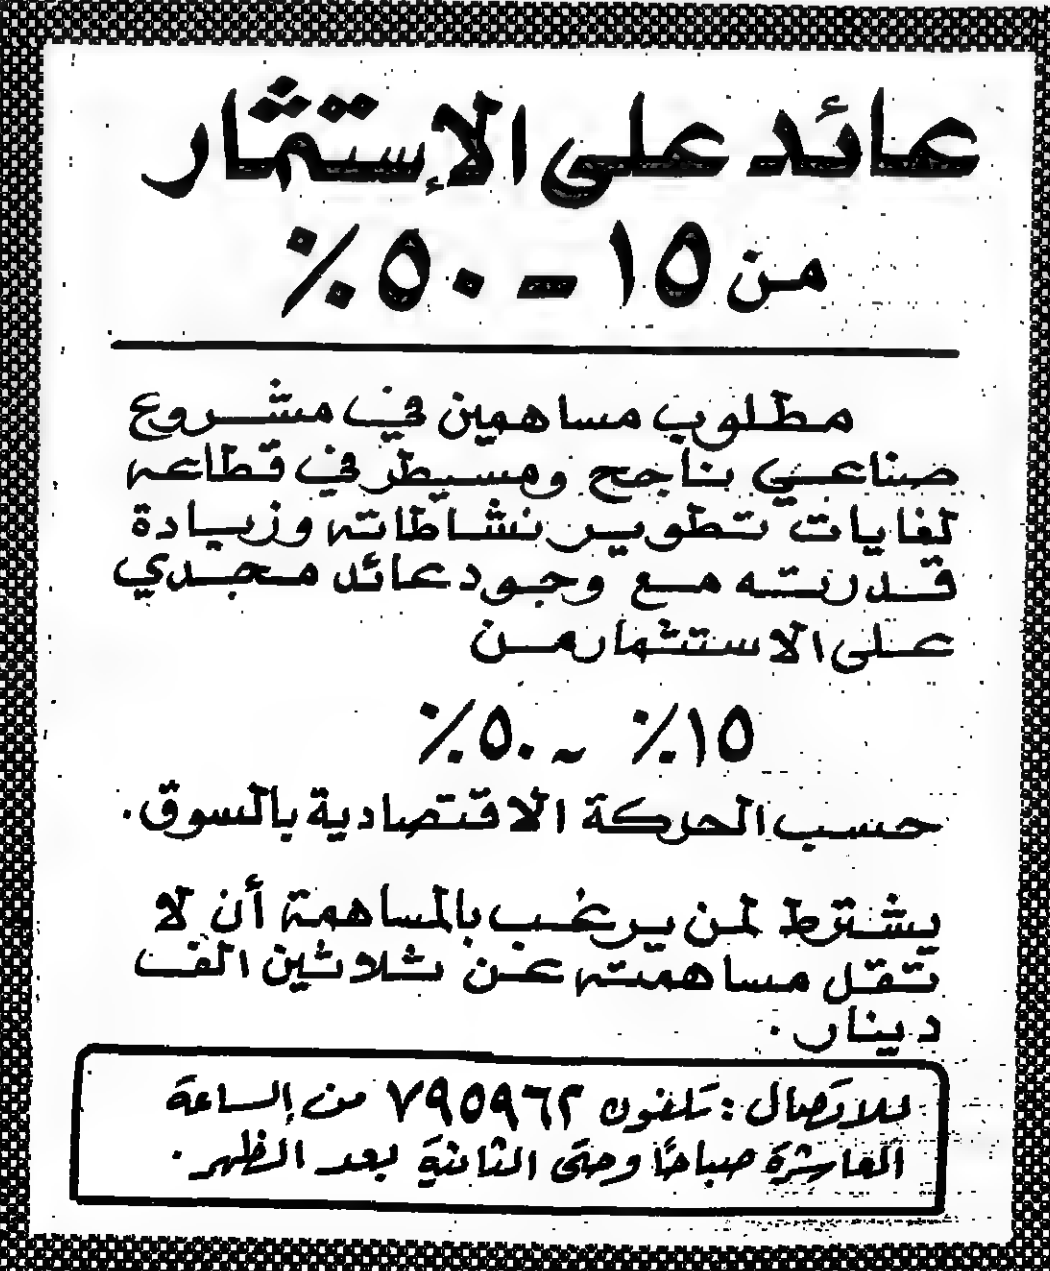 عائد على الإستثمار
من ١٥ - ٥٠٪
مطلوب مساهمين في مشروع
صناعي ناجح ومسيطر في قطاعه
لغايات تطوير نشاطاته وزيادة
قدرته مع وجود عائد مجدي
على الاستثمار من
١٥٪ - ٥٠٪
حسب الحركة الاقتصادية بالسوق.
يشترط لمن يرغب بالمساهمة أن لا
تقل مساهمته عن ثلاثين الف
دينار.
للاتصال: تلفون ٧٩٥٩٦٢ من إلساعة
العاشرة صباحًا وحتى الثانية بعد الظهر.